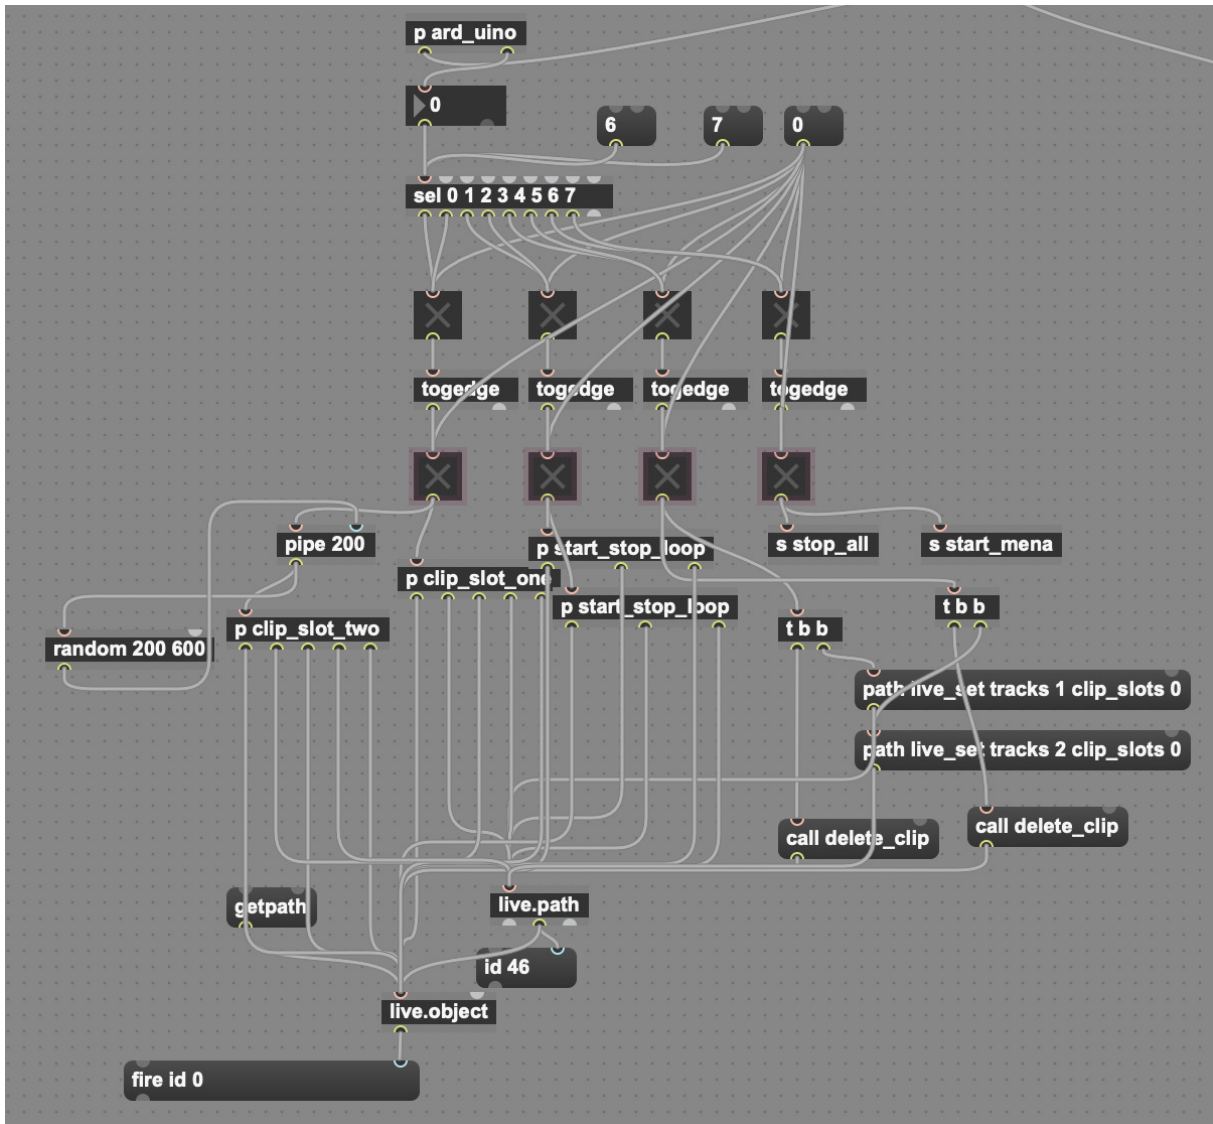 p ard_uino
0
6
7
0
sel 0 1 2 3 4 5 6 7
togedge
togedge
togedge
togedge
pipe 200
p start_stop_loop
s stop_all
s start_mena
p clip_slot_one
p start_stop_loop
t b b
random 200 600
p clip_slot_two
t b b
path live_set tracks 1 clip_slots 0
path live_set tracks 2 clip_slots 0
call delete_clip
call delete_clip
getpath
live.path
id 46
live.object
fire id 0